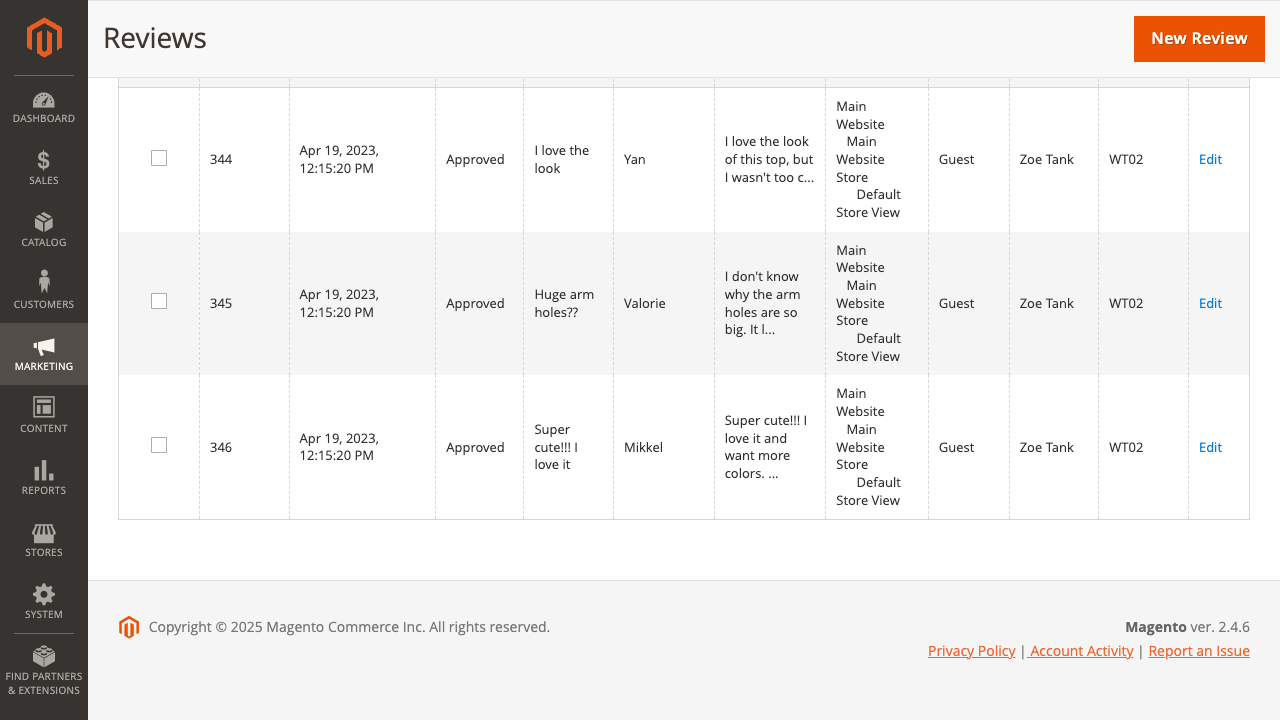 Reviews
New Review
DASHBOARD
SALES
CATALOG
CUSTOMERS
MARKETING
CONTENT
REPORTS
STORES
SYSTEM
FIND PARTNERS
& EXTENSIONS
344
Apr 19, 2023,
12:15:20 PM
Approved
I love the
look
Yan
I love the look
of this top, but
I wasn't too c...
Main
Website
Main
Website
Store
Default
Store View
Guest
Zoe Tank
WT02
Edit
345
Apr 19, 2023,
12:15:20 PM
Approved
Huge arm
holes??
Valorie
I don't know
why the arm
holes are so
big. It l...
Main
Website
Main
Website
Store
Default
Store View
Guest
Zoe Tank
WT02
Edit
346
Apr 19, 2023,
12:15:20 PM
Approved
Super
cute!!! I
love it
Mikkel
Super cute!!! I
love it and
want more
colors. ...
Main
Website
Main
Website
Store
Default
Store View
Guest
Zoe Tank
WT02
Edit
Copyright © 2025 Magento Commerce Inc. All rights reserved.
Magento ver. 2.4.6
Privacy Policy | Account Activity | Report an Issue